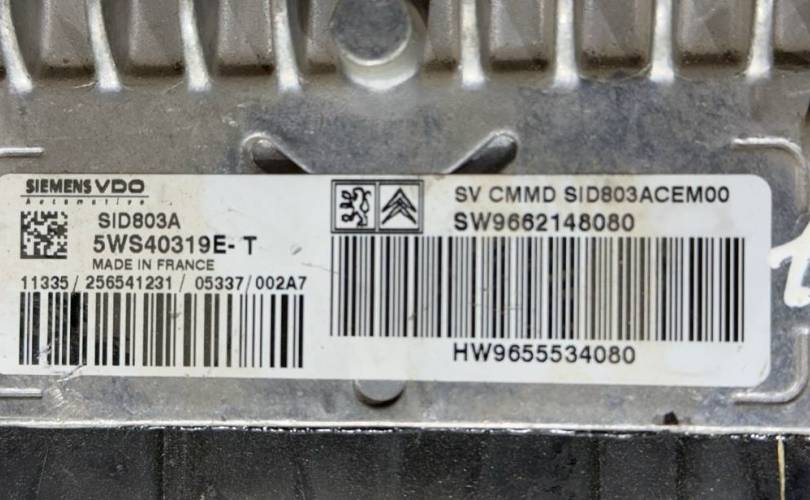 SIEMENS VDO
Automotive
SID803A
5WS40319E-T
MADE IN FRANCE
11335/ 256541231 / 05337/002A7
SV CMMD SID803ACEM00
SW9662148080
HW9655534080